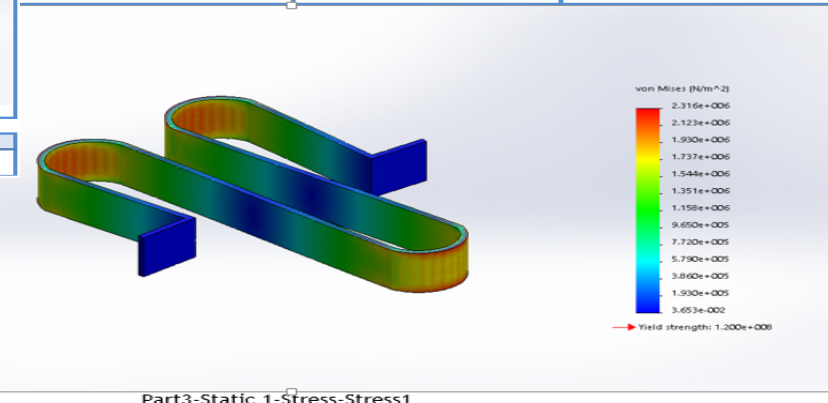 von Mises (N/m^2)
2.316e+006
2.123e+006
1.930e+006
1.737e+006
1.544e+006
1.351e+006
1.158e+006
9.650e+005
7.720e+005
5.790e+005
3.860e+005
1.930e+005
3.653e-002
Yield strength: 1.200e+008
Part3-Static 1-Stress-Stress1